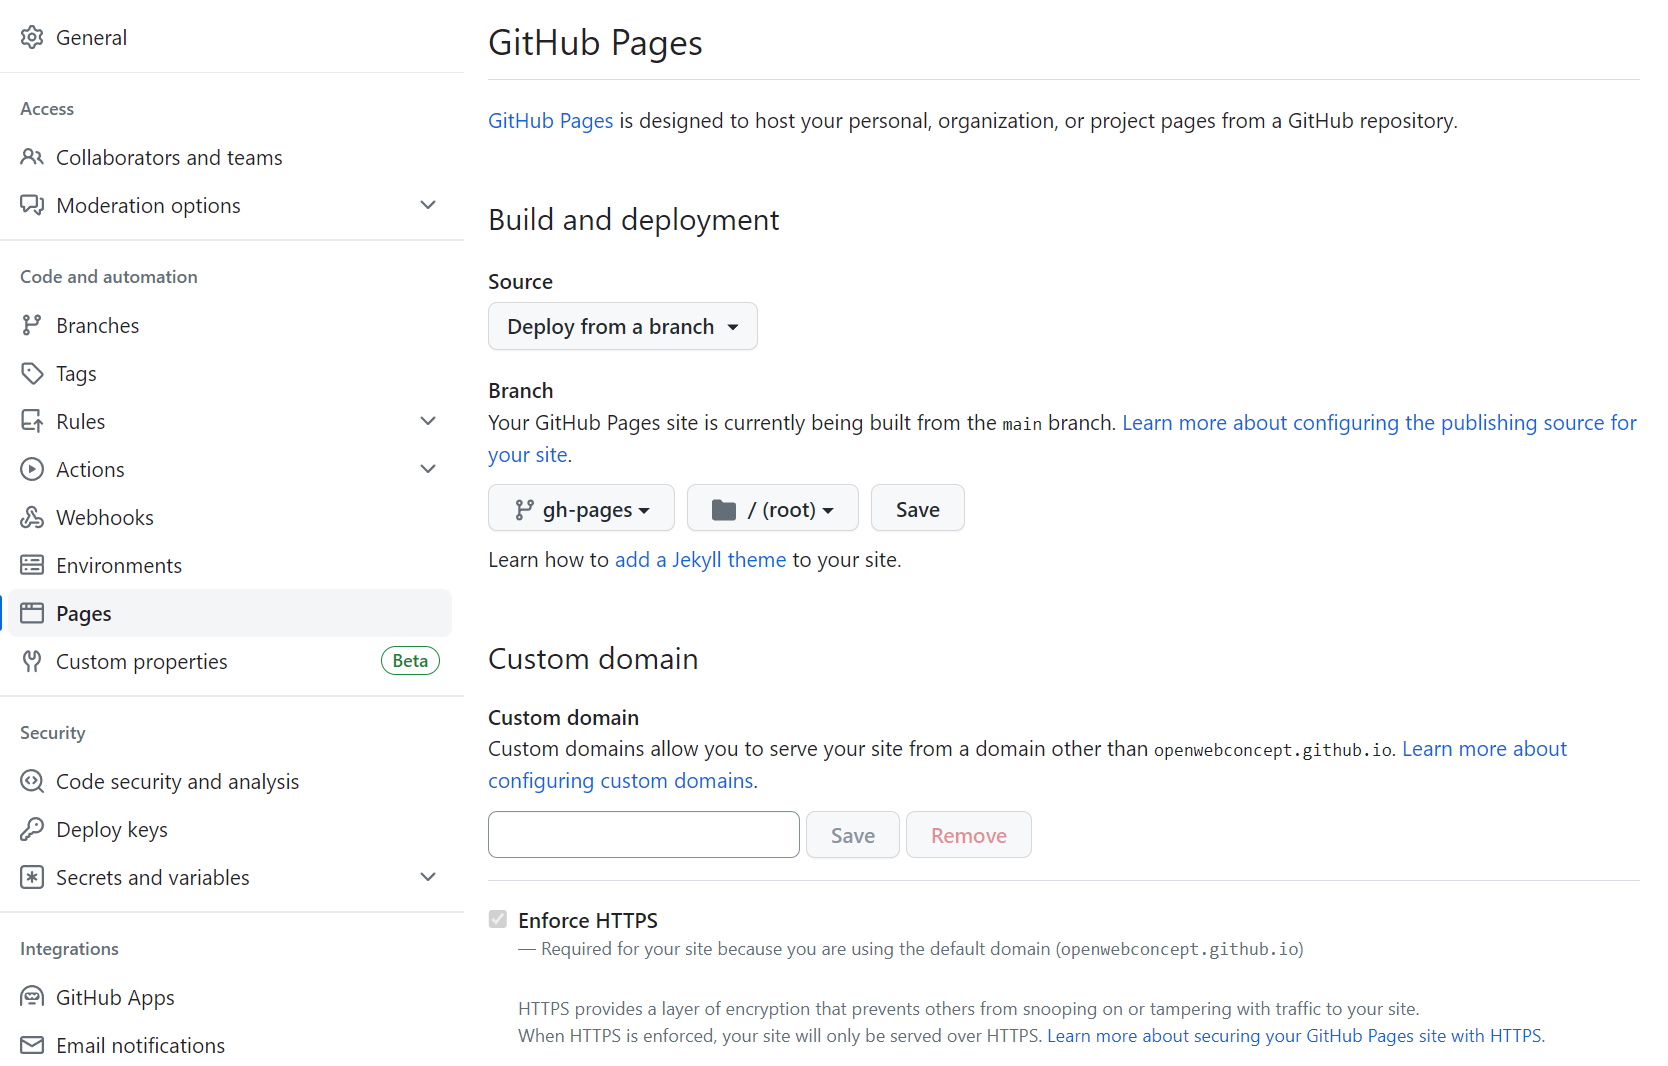 General
Access
Collaborators and teams
Moderation options
Code and automation
Branches
Tags
Rules
Actions
Webhooks
Environments
Pages
Custom properties Beta
Security
Code security and analysis
Deploy keys
Secrets and variables
Integrations
GitHub Apps
Email notifications
GitHub Pages
GitHub Pages is designed to host your personal, organization, or project pages from a GitHub repository.
Build and deployment
Source
Deploy from a branch
Branch
Your GitHub Pages site is currently being built from the main branch. Learn more about configuring the publishing source for
your site.
gh-pages / (root) Save
Learn how to add a Jekyll theme to your site.
Custom domain
Custom domain
Custom domains allow you to serve your site from a domain other than openwebconcept.github.io. Learn more about
configuring custom domains.
Save Remove
Enforce HTTPS
— Required for your site because you are using the default domain (openwebconcept.github.io)
HTTPS provides a layer of encryption that prevents others from snooping on or tampering with traffic to your site.
When HTTPS is enforced, your site will only be served over HTTPS. Learn more about securing your GitHub Pages site with HTTPS.